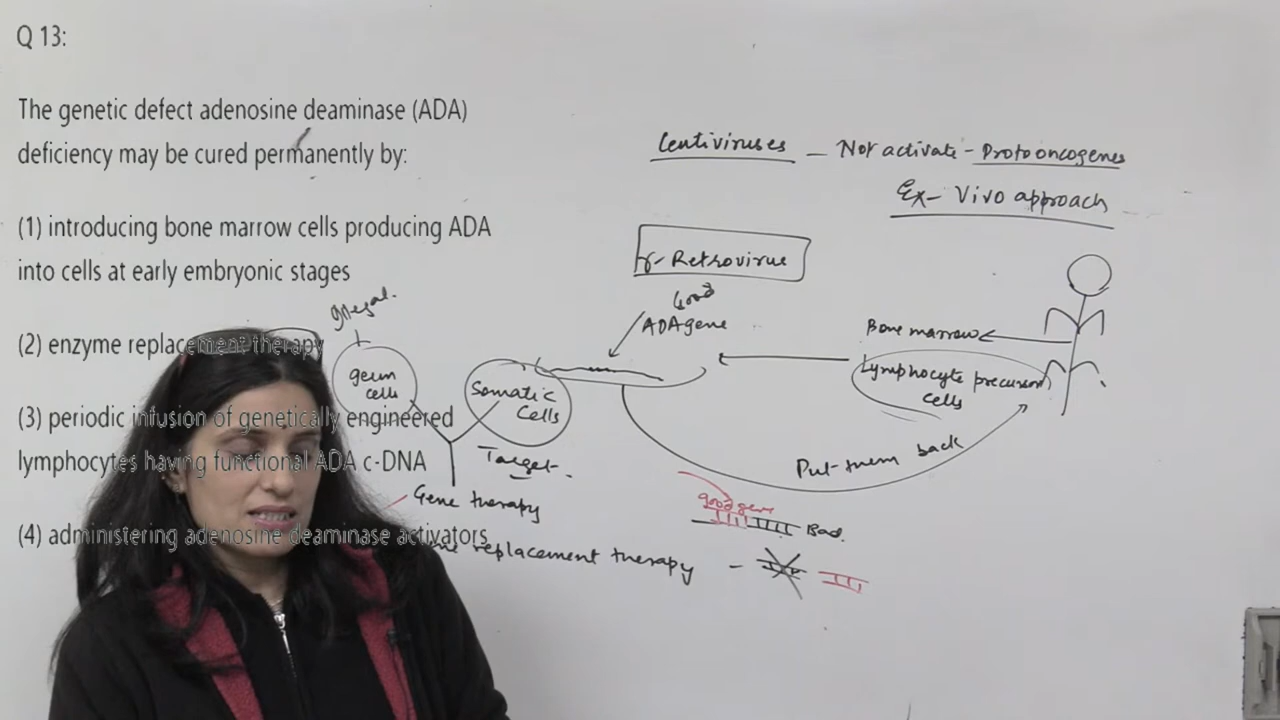 Q 13:
The genetic defect adenosine deaminase (ADA)
deficiency may be cured permanently by:
(1) introducing bone marrow cells producing ADA
into cells at early embryonic stages
(2) enzyme replacement therapy
(3) periodic infusion of genetically engineered
lymphocytes having functional ADA c-DNA
(4) administering adenosine deaminase activators
Lentiviruses - Not activate - Protooncogenes
Ex-Vivo approach
γ-Retrovirus
Good
ADA gene
Bone marrow
Lymphocyte precursor
cells
Put them back
germ
cells
Somatic
Cells
Target
Gene therapy
good gene
Bad
replacement therapy -